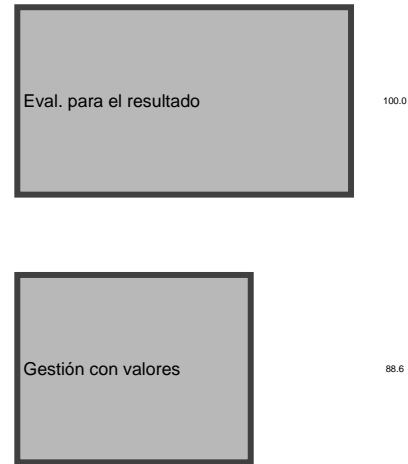 Eval. para el resultado 100.0
Gestión con valores 88.6